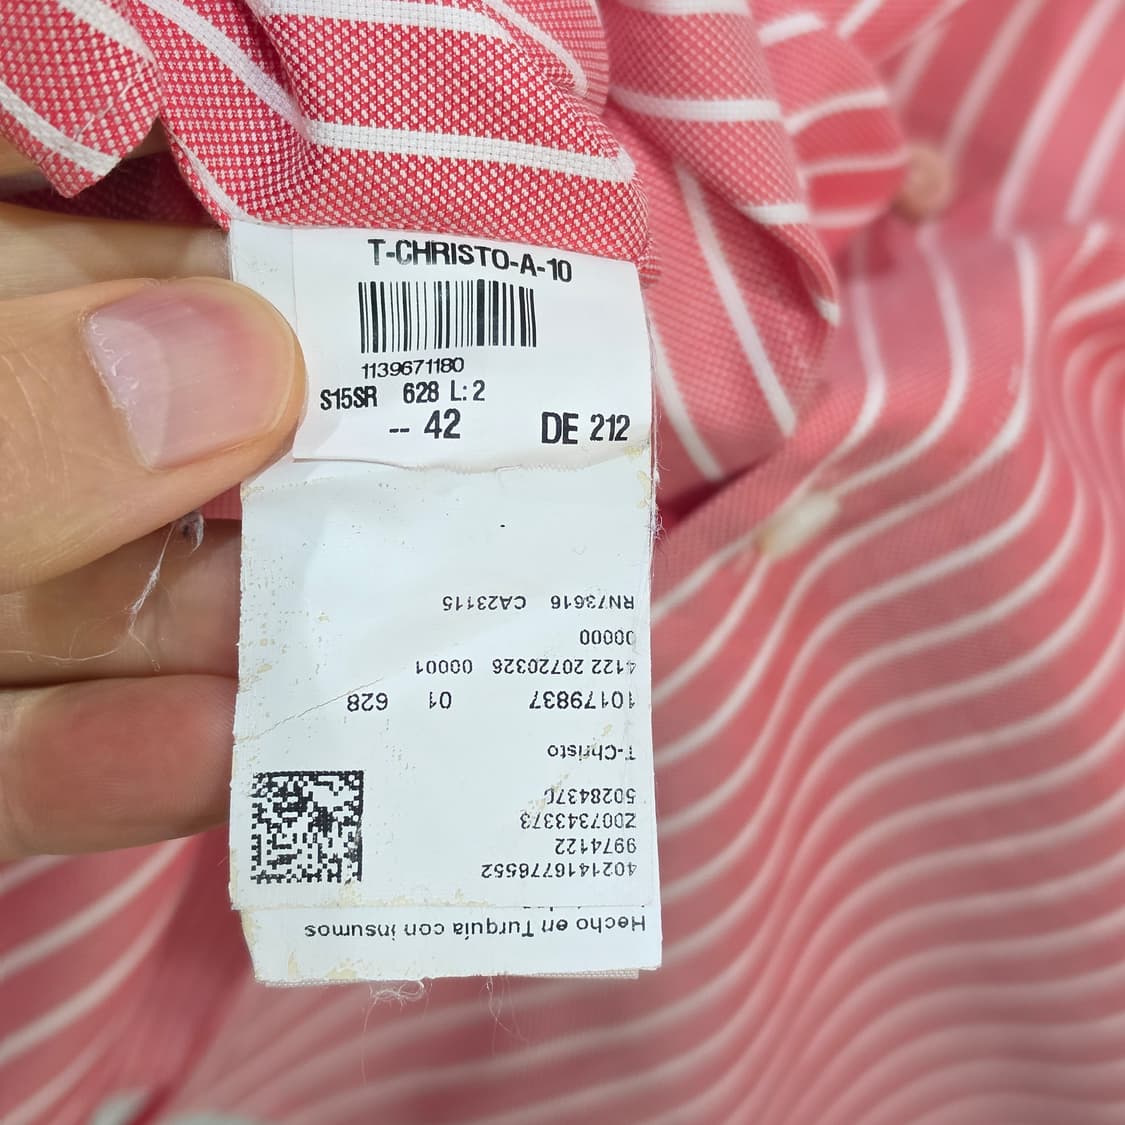 T-CHRISTO-A-10
1139671180
S15SR 628 L: 2
-- 42 DE 212
Hecho en Turquía con insumos
4021416776552
9974122
Z007343373
5028437
T-Christo
10179837 01 628
4122 20720326 00001
00000
RN73616 CA23115